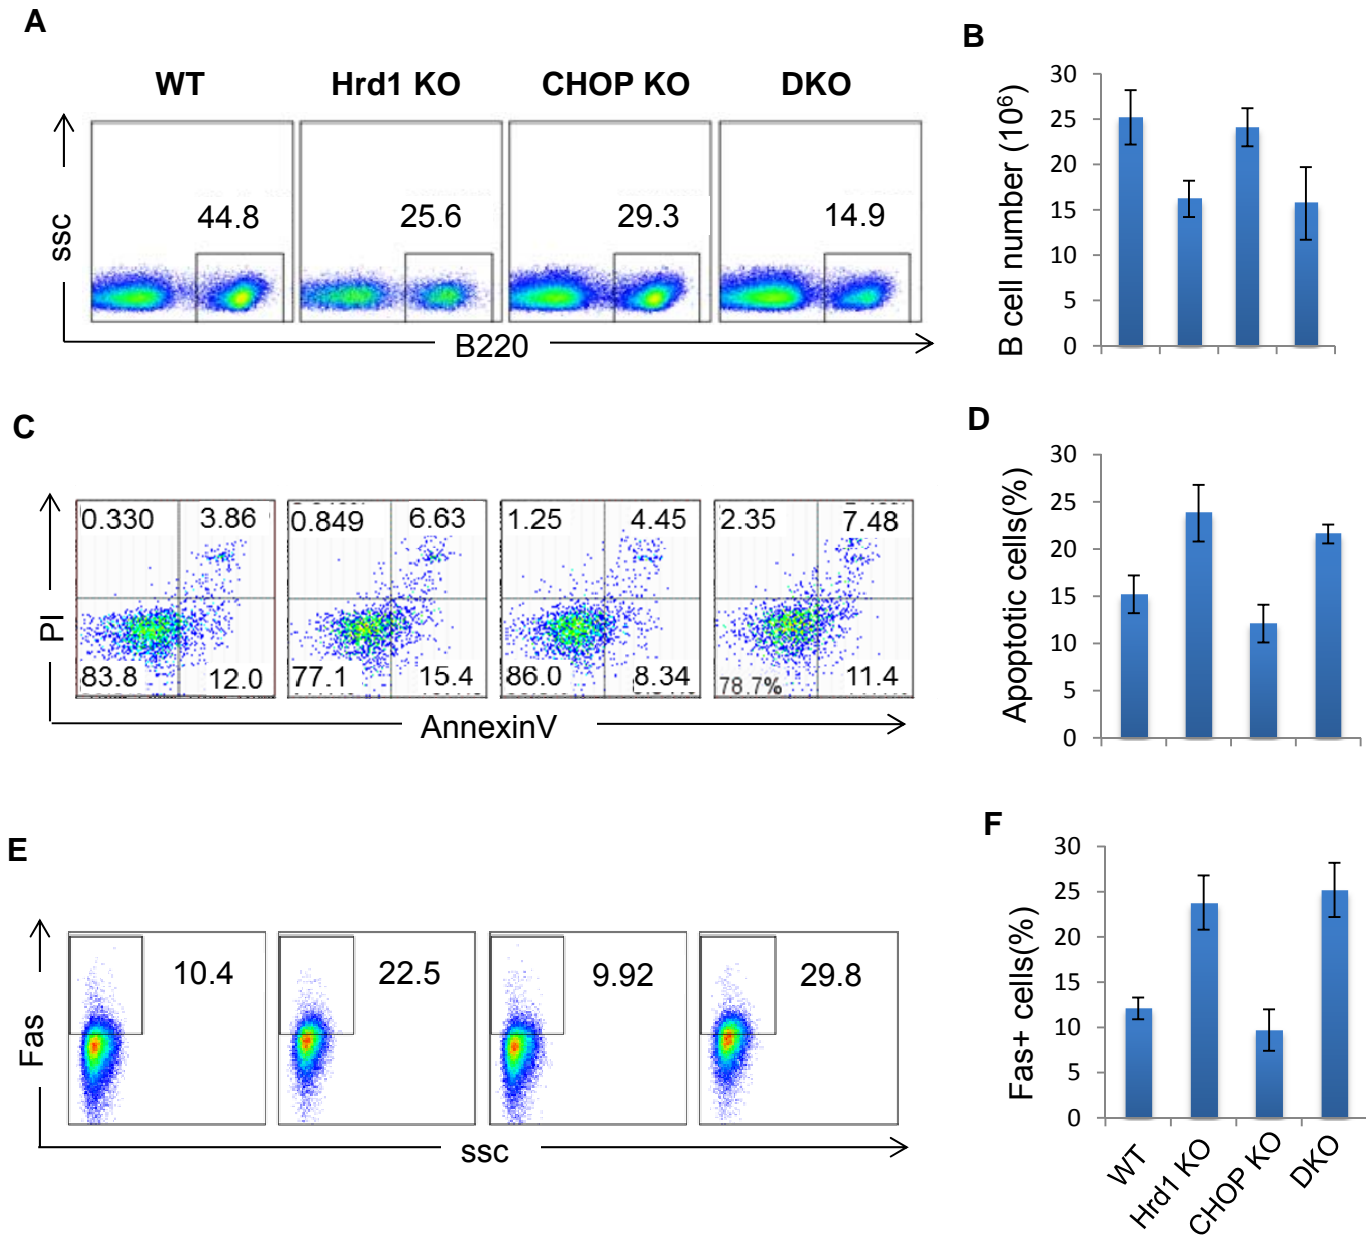 A
WT Hrd1 KO CHOP KO DKO
ssc
44.8 25.6 29.3 14.9
B220
B
B cell number (10⁶)
30
25
20
15
10
5
0
C
PI
0.330 3.86 0.849 6.63 1.25 4.45 2.35 7.48
83.8 12.0 77.1 15.4 86.0 8.34 78.7% 11.4
AnnexinV
D
Apoptotic cells(%)
30
25
20
15
10
5
0
E
Fas
10.4 22.5 9.92 29.8
ssc
F
Fas+ cells(%)
30
25
20
15
10
5
0
WT Hrd1 KO CHOP KO DKO